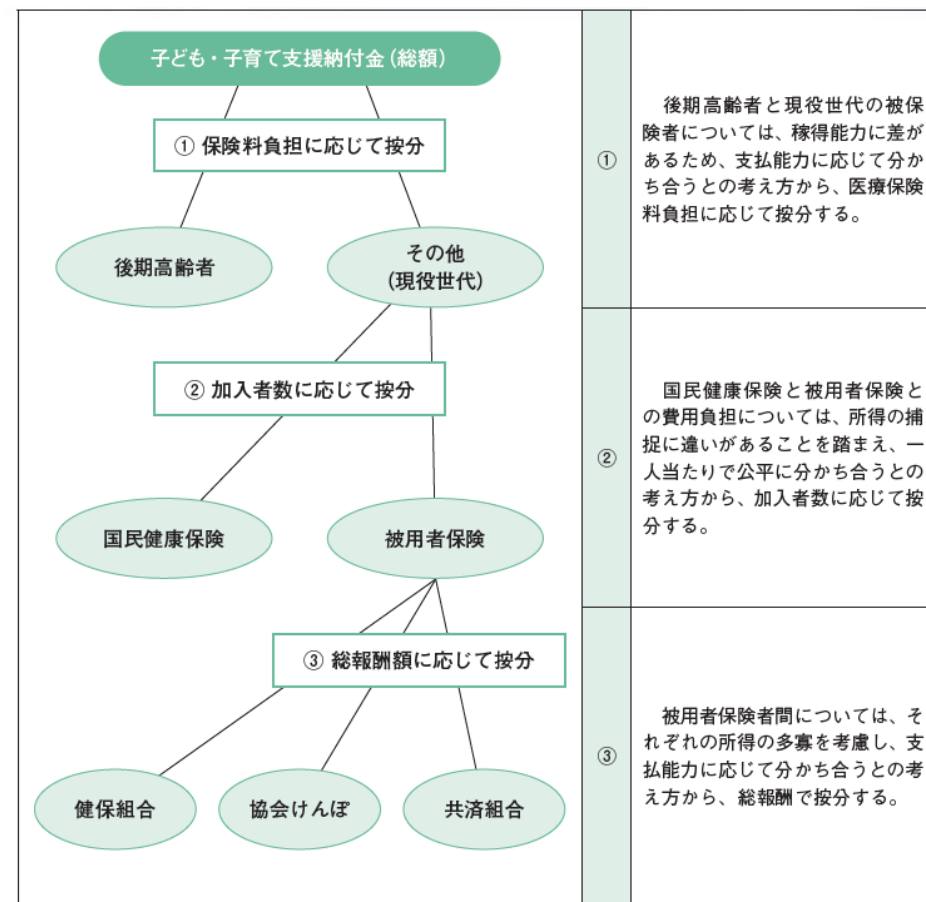 子ども・子育て支援納付金(総額)
① 保険料負担に応じて按分
後期高齢者
その他
(現役世代)
② 加入者数に応じて按分
国民健康保険
被用者保険
③ 総報酬額に応じて按分
健保組合
協会けんぽ
共済組合
①
後期高齢者と現役世代の被保
険者については、稼得能力に差が
あるため、支払能力に応じて分か
ち合うとの考え方から、医療保険
料負担に応じて按分する。
②
国民健康保険と被用者保険と
の費用負担については、所得の捕
捉に違いがあることを踏まえ、一
人当たりで公平に分かち合うとの
考え方から、加入者数に応じて按
分する。
③
被用者保険者間については、そ
れぞれの所得の多寡を考慮し、支
払能力に応じて分かち合うとの考
え方から、総報酬で按分する。